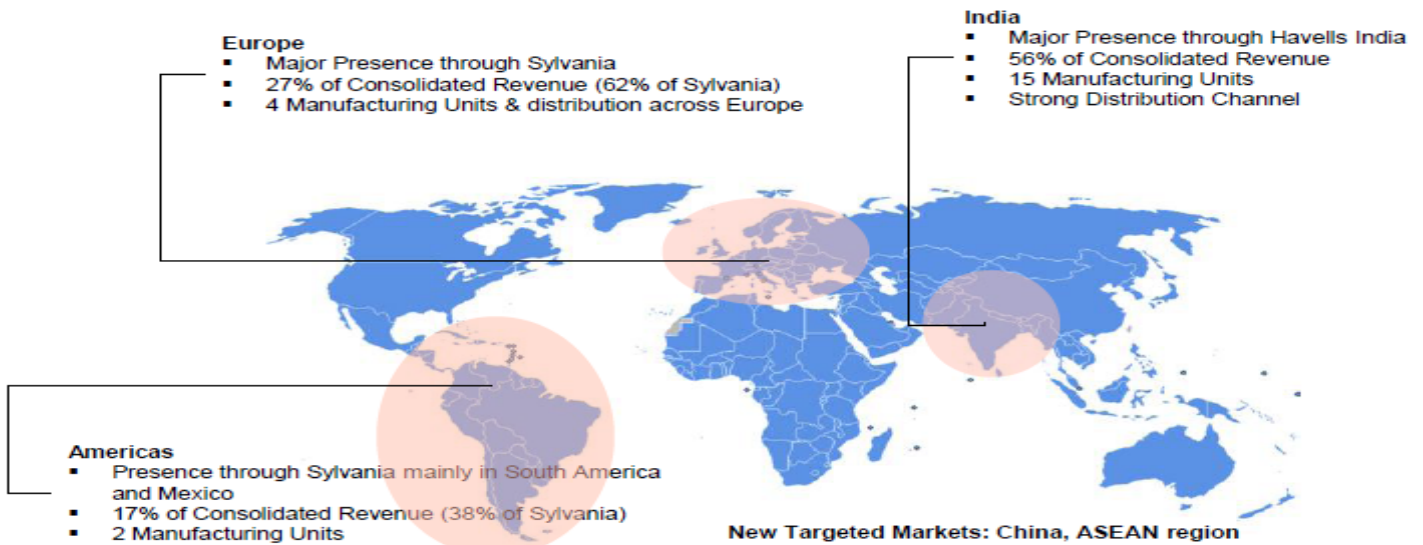 Europe
▪ Major Presence through Sylvania
▪ 27% of Consolidated Revenue (62% of Sylvania)
▪ 4 Manufacturing Units & distribution across Europe
India
▪ Major Presence through Havells India
▪ 56% of Consolidated Revenue
▪ 15 Manufacturing Units
▪ Strong Distribution Channel
Americas
▪ Presence through Sylvania mainly in South America
and Mexico
▪ 17% of Consolidated Revenue (38% of Sylvania)
▪ 2 Manufacturing Units
New Targeted Markets: China, ASEAN region